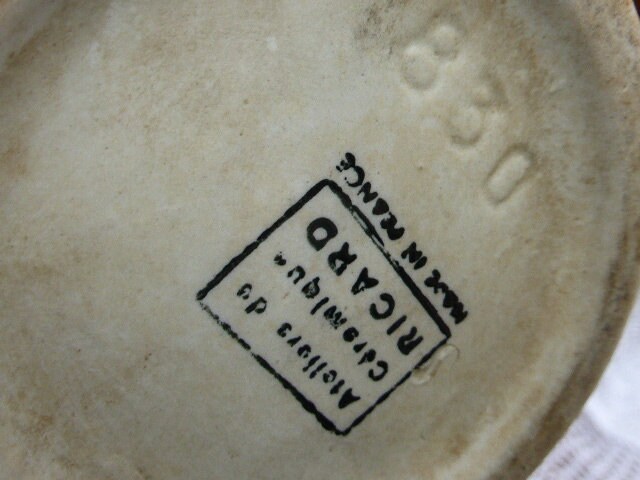 830
Ateliers de
Céramique
RICARD
MADE IN FRANCE